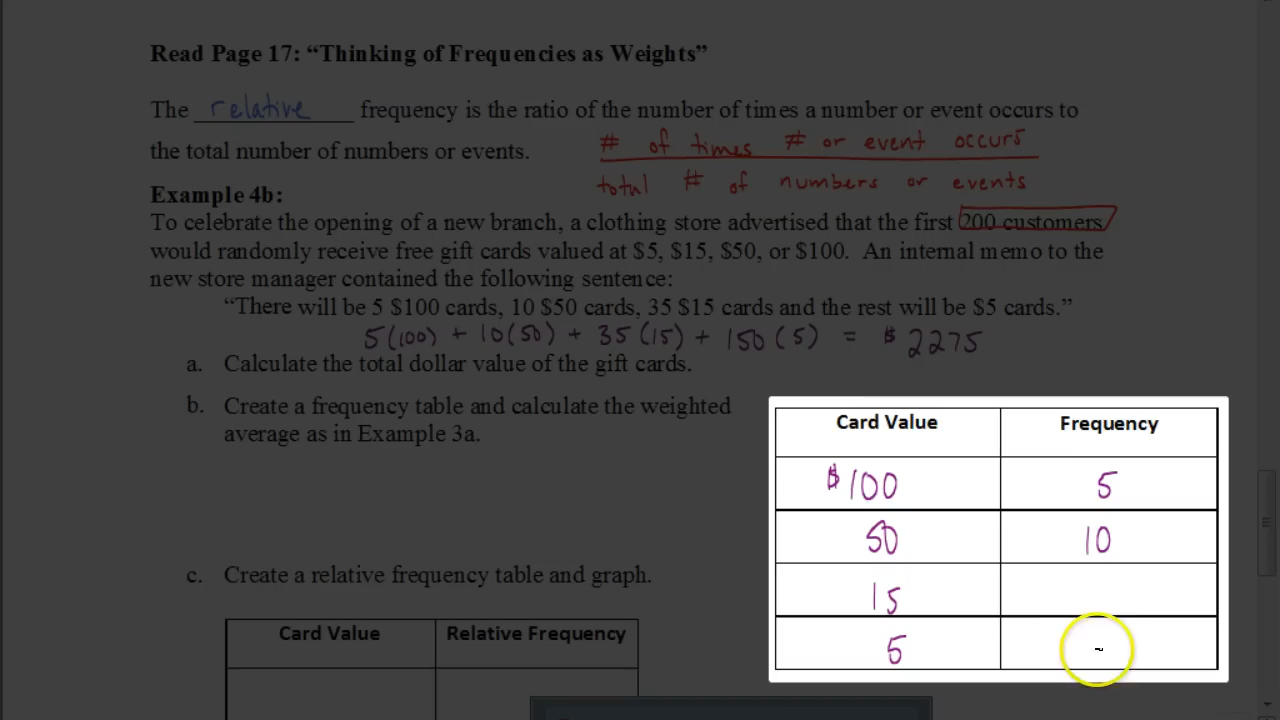 Read Page 17: “Thinking of Frequencies as Weights”
The relative frequency is the ratio of the number of times a number or event occurs to
the total number of numbers or events.
# of times # or event occurs
total # of numbers or events
Example 4b:
To celebrate the opening of a new branch, a clothing store advertised that the first 200 customers
would randomly receive free gift cards valued at $5, $15, $50, or $100. An internal memo to the
new store manager contained the following sentence:
“There will be 5 $100 cards, 10 $50 cards, 35 $15 cards and the rest will be $5 cards.”
5(100) + 10(50) + 35(15) + 150(5) = $2275
a. Calculate the total dollar value of the gift cards.
b. Create a frequency table and calculate the weighted
average as in Example 3a.
Card Value Frequency
$100 5
50 10
15
5
c. Create a relative frequency table and graph.
Card Value Relative Frequency